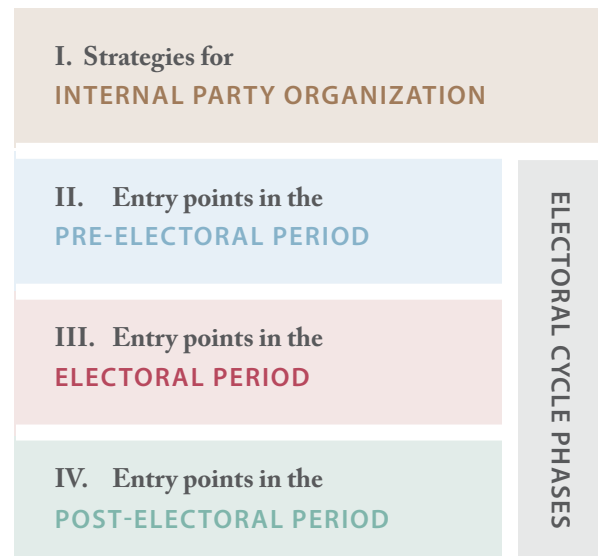 I. Strategies for
INTERNAL PARTY ORGANIZATION
II. Entry points in the
PRE-ELECTORAL PERIOD
III. Entry points in the
ELECTORAL PERIOD
IV. Entry points in the
POST-ELECTORAL PERIOD
ELECTORAL CYCLE PHASES